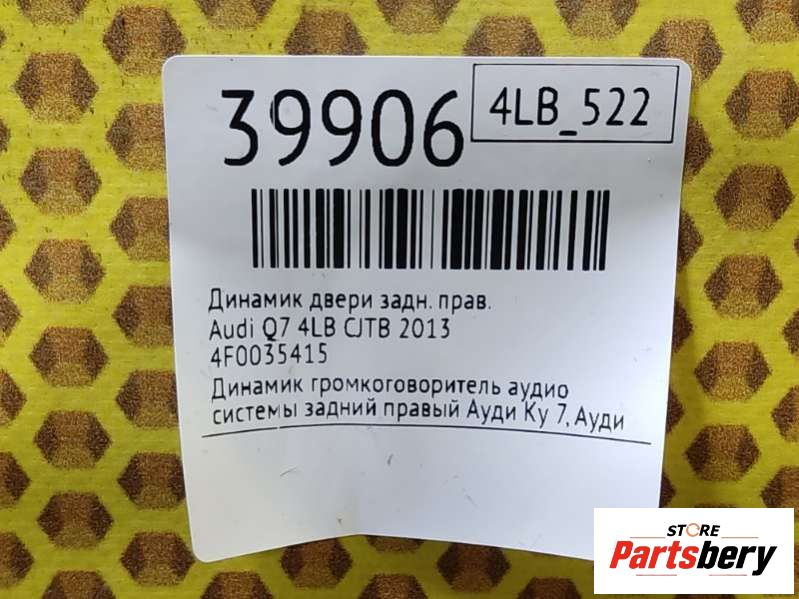 39906
4LB_522
Динамик двери задн. прав.
Audi Q7 4LB CJTB 2013
4F0035415
Динамик громкоговоритель аудио
системы задний правый Ауди Ку 7, Ауди
STORE
Partsbery